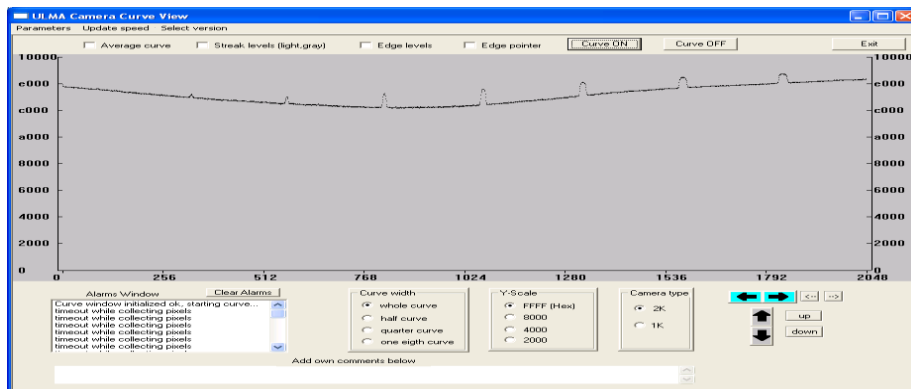 ULMA Camera Curve View
Parameters Update speed Select version
Average curve Streak levels (light,gray) Edge levels Edge pointer Curve ON Curve OFF Exit
10000 10000
e000 e000
c000 c000
a000 a000
8000 8000
6000 6000
4000 4000
2000 2000
0 0
0 256 512 768 1024 1280 1536 1792 2048
Alarms Window Clear Alarms
Curve window initialized ok, starting curve...
timeout while collecting pixels
timeout while collecting pixels
timeout while collecting pixels
timeout while collecting pixels
timeout while collecting pixels
Curve width
whole curve
half curve
quarter curve
one eigth curve
Y-Scale
FFFF (Hex)
8000
4000
2000
Camera type
2K
1K
<-- -->
up
down
Add own comments below